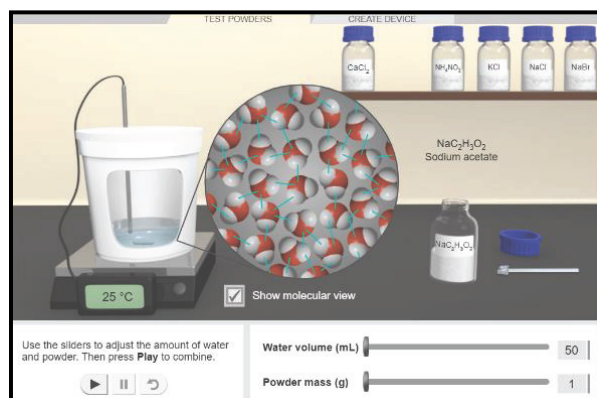 TEST POWDERS
CREATE DEVICE
CaCl₂
NH₄NO₃
KCl
NaCl
NaBr
NaC₂H₃O₂
Sodium acetate
NaC₂H₃O₂
25 °C
Show molecular view
Use the sliders to adjust the amount of water
and powder. Then press Play to combine.
Water volume (mL)
50
Powder mass (g)
1